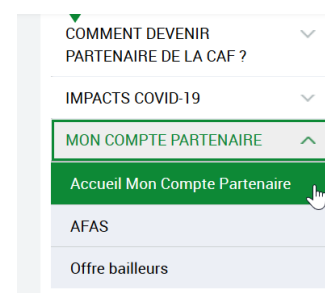 COMMENT DEVENIR
PARTENAIRE DE LA CAF ?
IMPACTS COVID-19
MON COMPTE PARTENAIRE
Accueil Mon Compte Partenaire
AFAS
Offre bailleurs